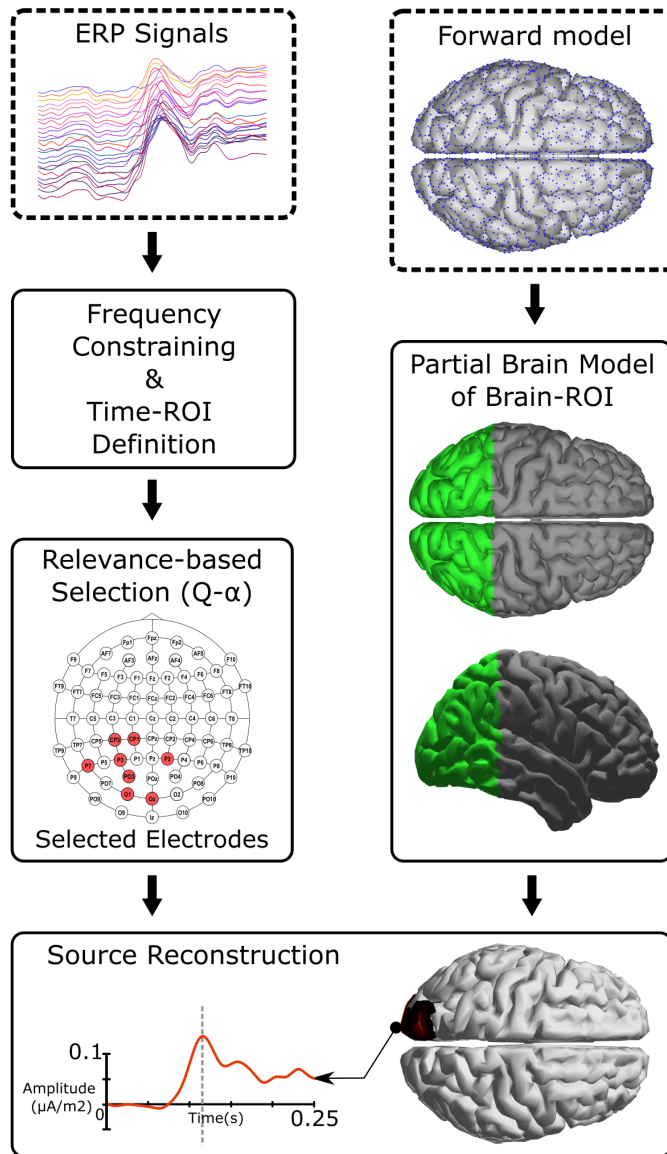 ERP Signals
Forward model
Frequency
Constraining
&
Time-ROI
Definition
Partial Brain Model
of Brain-ROI
Relevance-based
Selection (Q-α)
Fp1 Fpz Fp2
AF7 AF3 AFz AF4 AF8
F9 F7 F5 F3 F1 Fz F2 F4 F6 F8 F10
FT9 FT7 FC5 FC3 FC1 FCz FC2 FC4 FC6 FT8 FT10
T7 C5 C3 C1 Cz C2 C4 C6 T8
TP9 TP7 CP5 CP3 CP1 CPz CP2 CP4 CP6 TP8 TP10
P9 P7 P5 P3 P1 Pz P2 P4 P6 P8 P10
PO9 PO7 PO3 POz PO4 PO8 PO10
O9 O1 Oz O2 O10
Iz
Selected Electrodes
Source Reconstruction
0.1
Amplitude
(μA/m2)
0
Time(s)
0.25